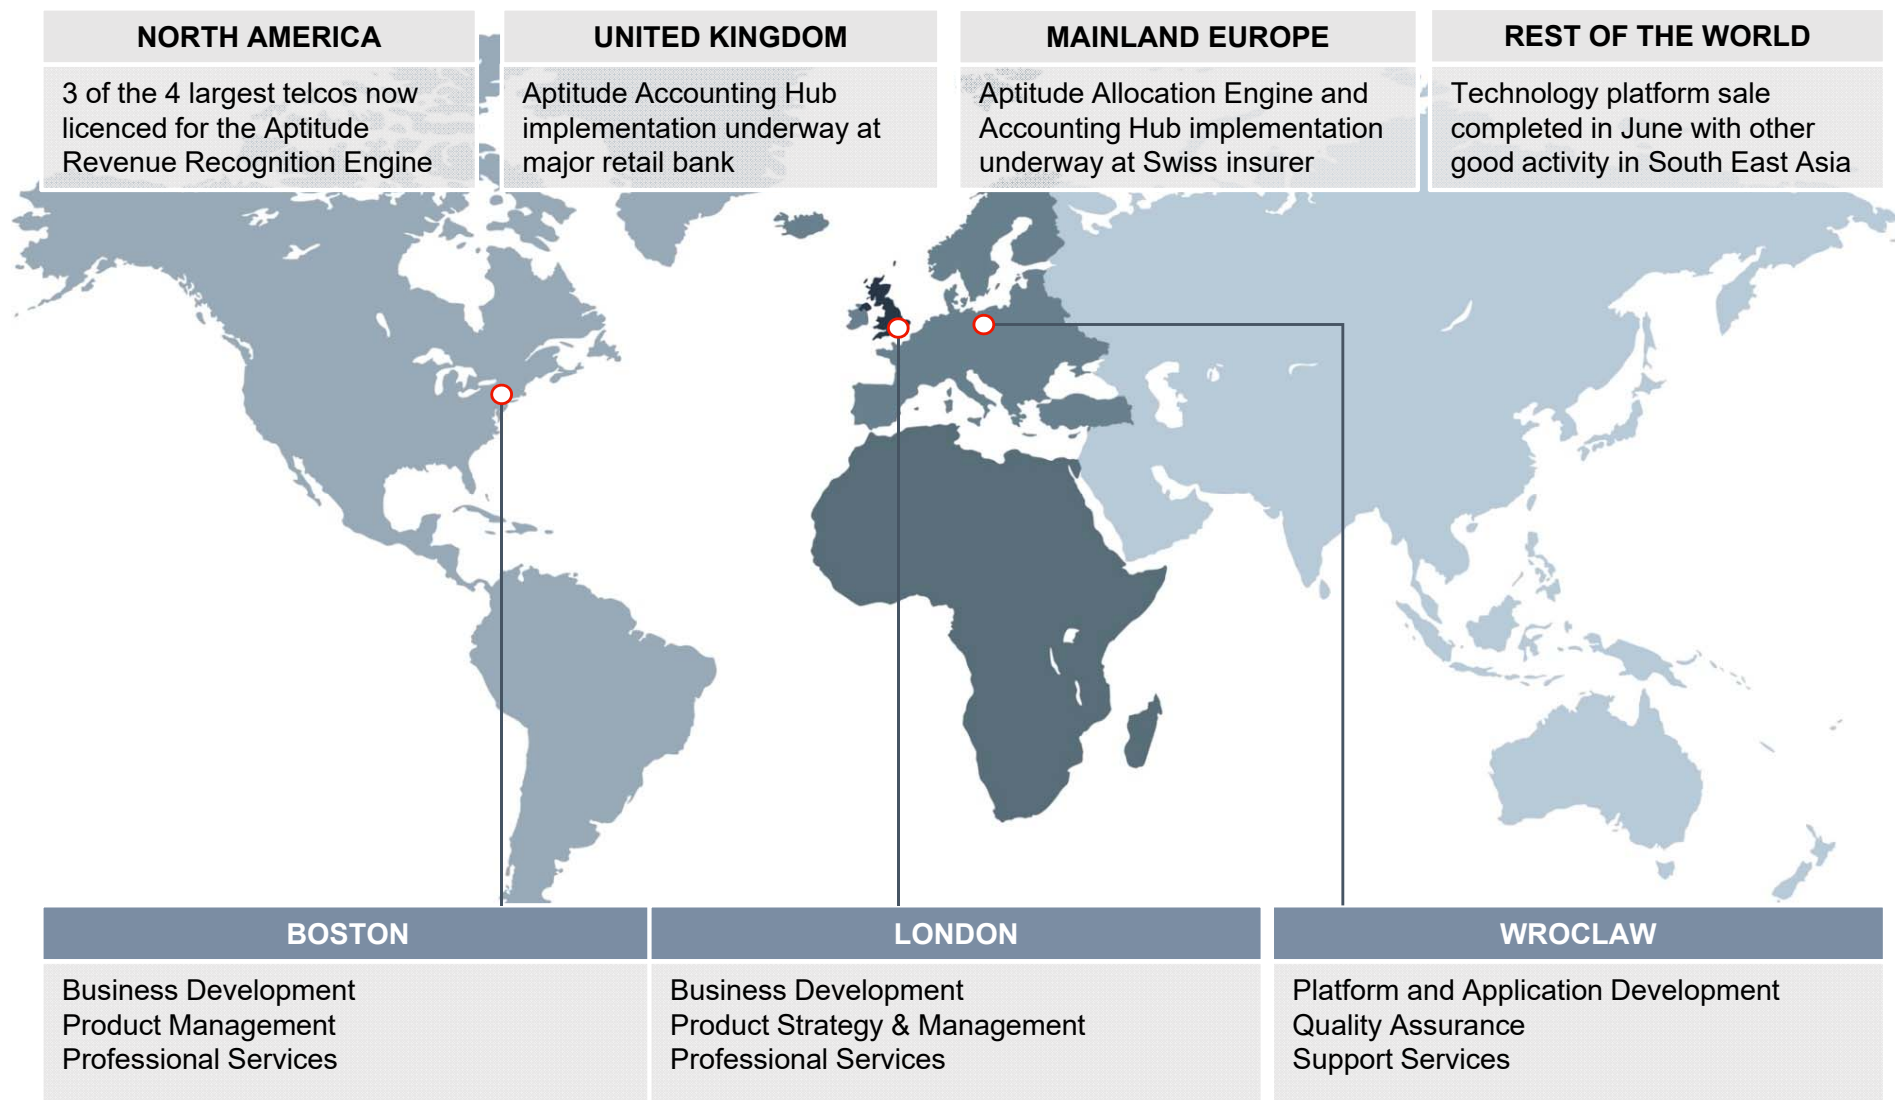 NORTH AMERICA
3 of the 4 largest telcos now
licenced for the Aptitude
Revenue Recognition Engine
UNITED KINGDOM
Aptitude Accounting Hub
implementation underway at
major retail bank
MAINLAND EUROPE
Aptitude Allocation Engine and
Accounting Hub implementation
underway at Swiss insurer
REST OF THE WORLD
Technology platform sale
completed in June with other
good activity in South East Asia
BOSTON
Business Development
Product Management
Professional Services
LONDON
Business Development
Product Strategy & Management
Professional Services
WROCLAW
Platform and Application Development
Quality Assurance
Support Services